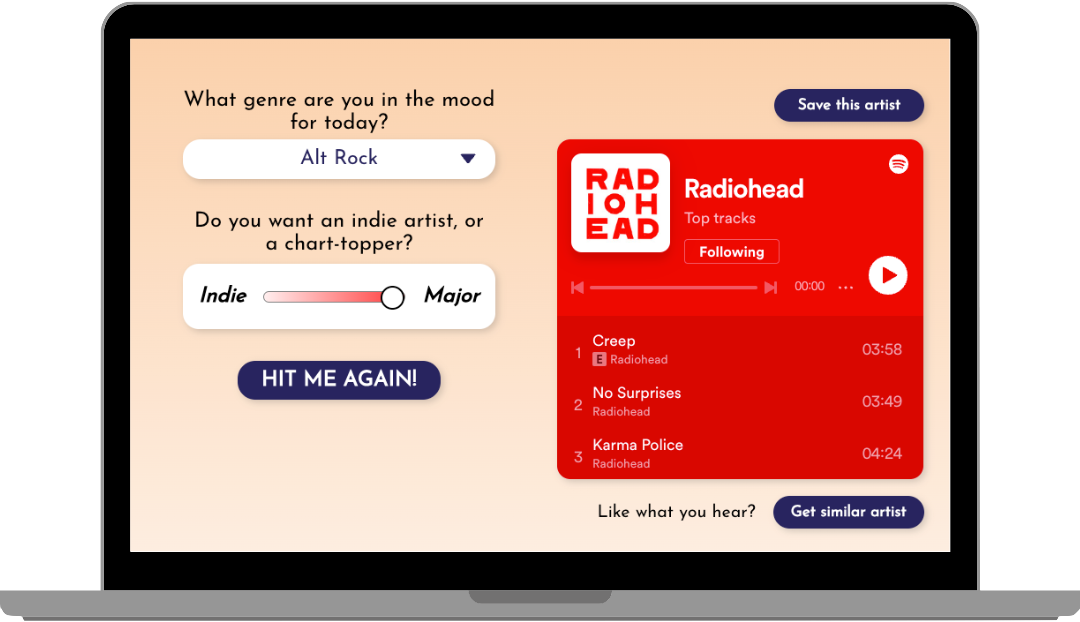 What genre are you in the mood
for today?
Alt Rock
Do you want an indie artist, or
a chart-topper?
Indie
Major
HIT ME AGAIN!
Save this artist
RAD
IOH
EAD
Radiohead
Top tracks
Following
00:00
1
Creep
E Radiohead
03:58
2
No Surprises
Radiohead
03:49
3
Karma Police
Radiohead
04:24
Like what you hear?
Get similar artist